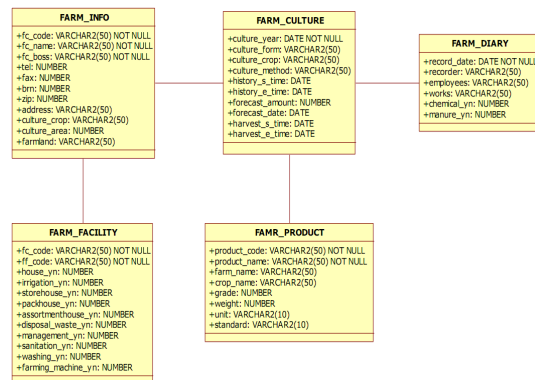 FARM_INFO
+fc_code: VARCHAR2(50) NOT NULL
+fc_name: VARCHAR2(50) NOT NULL
+fc_boss: VARCHAR2(50) NOT NULL
+tel: NUMBER
+fax: NUMBER
+brn: NUMBER
+zip: NUMBER
+address: VARCHAR2(50)
+culture_crop: VARCHAR2(50)
+culture_area: NUMBER
+farmland: VARCHAR2(50)
FARM_CULTURE
+culture_year: DATE NOT NULL
+culture_form: VARCHAR2(50)
+culture_crop: VARCHAR2(50)
+culture_method: VARCHAR2(50)
+history_s_time: DATE
+history_e_time: DATE
+forecast_amount: NUMBER
+forecast_date: DATE
+harvest_s_time: DATE
+harvest_e_time: DATE
FARM_DIARY
+record_date: DATE NOT NULL
+recorder: VARCHAR2(50)
+employees: VARCHAR2(50)
+works: VARCHAR2(50)
+chemical_yn: NUMBER
+manure_yn: NUMBER
FARM_FACILITY
+fc_code: VARCHAR2(50) NOT NULL
+ff_code: VARCHAR2(50) NOT NULL
+house_yn: NUMBER
+irrigation_yn: NUMBER
+storehouse_yn: NUMBER
+packhouse_yn: NUMBER
+assortmenthouse_yn: NUMBER
+disposal_waste_yn: NUMBER
+management_yn: NUMBER
+sanitation_yn: NUMBER
+washing_yn: NUMBER
+farming_machine_yn: NUMBER
FAMR_PRODUCT
+product_code: VARCHAR2(50) NOT NULL
+product_name: VARCHAR2(50) NOT NULL
+farm_name: VARCHAR2(50)
+crop_name: VARCHAR2(50)
+grade: NUMBER
+weight: NUMBER
+unit: VARCHAR2(10)
+standard: VARCHAR2(10)